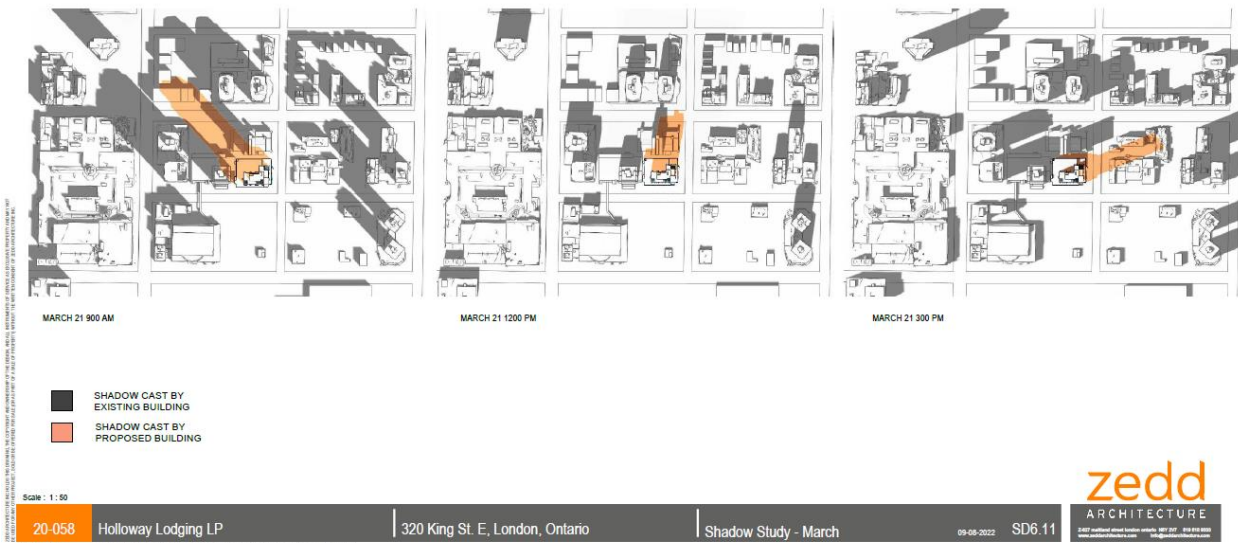 MARCH 21 900 AM
MARCH 21 1200 PM
MARCH 21 300 PM
SHADOW CAST BY
EXISTING BUILDING
SHADOW CAST BY
PROPOSED BUILDING
Scale : 1 : 50
20-058
Holloway Lodging LP
320 King St. E, London, Ontario
Shadow Study - March
09-08-2022
SD6.11
zedd
ARCHITECTURE